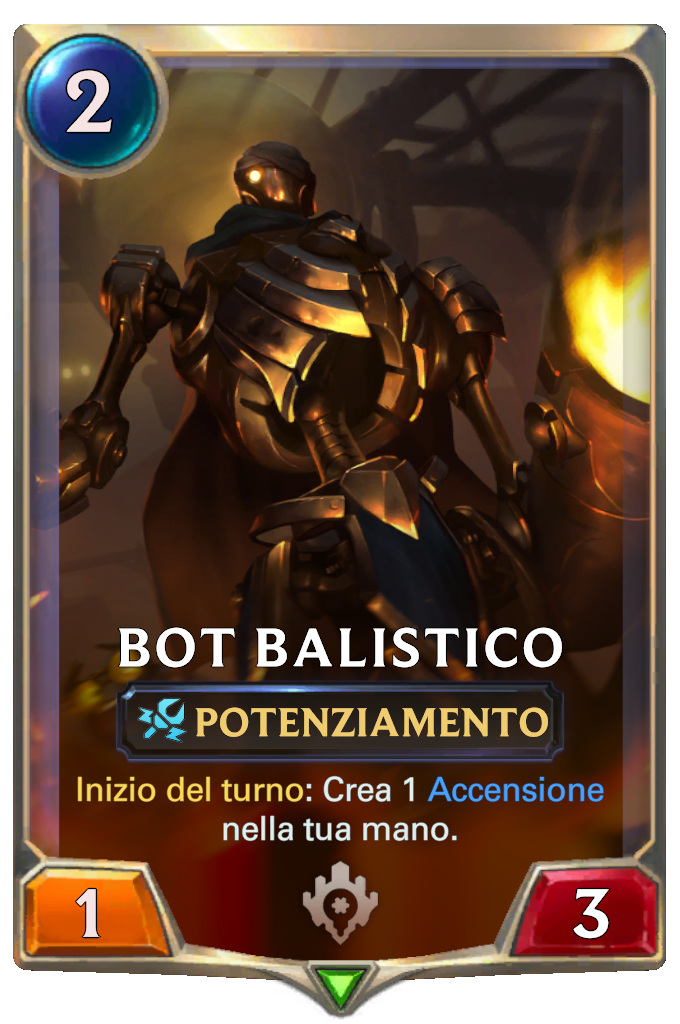 2
BOT BALISTICO
POTENZIAMENTO
Inizio del turno: Crea 1 Accensione
nella tua mano.
1
3